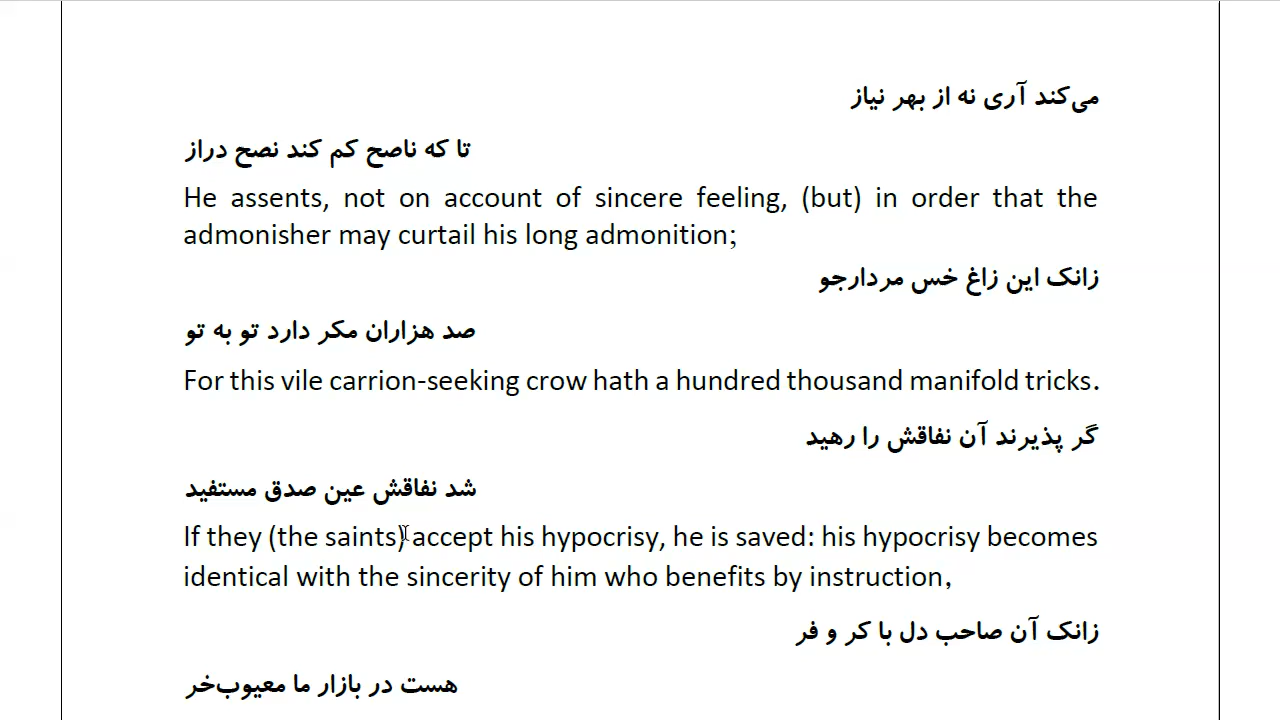 می‌کند آری نه از بهر نیاز
تا که ناصح کم کند نصح دراز
He assents, not on account of sincere feeling, (but) in order that the
admonisher may curtail his long admonition;
زانک این زاغ خس مردارجو
صد هزاران مکر دارد تو به تو
For this vile carrion-seeking crow hath a hundred thousand manifold tricks.
گر پذیرند آن نفاقش را رهید
شد نفاقش عین صدق مستفید
If they (the saints) accept his hypocrisy, he is saved: his hypocrisy becomes
identical with the sincerity of him who benefits by instruction,
زانک آن صاحب دل با کر و فر
هست در بازار ما معیوب‌خر